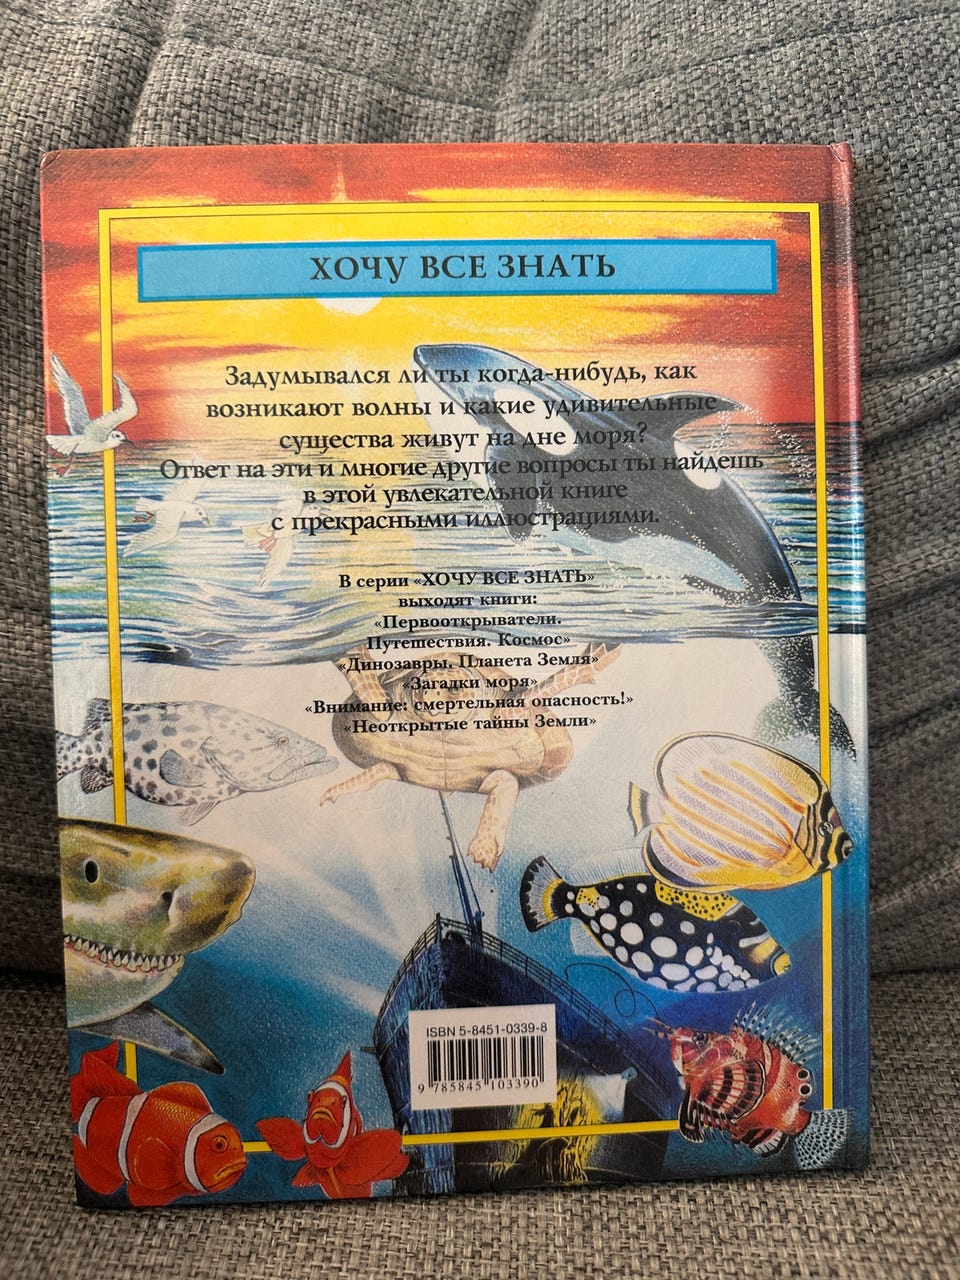 ХОЧУ ВСЕ ЗНАТЬ
Задумывался ли ты когда-нибудь, как
возникают волны и какие удивительные
существа живут на дне моря?
Ответ на эти и многие другие вопросы ты найдешь
в этой увлекательной книге
с прекрасными иллюстрациями.
В серии «ХОЧУ ВСЕ ЗНАТЬ»
выходят книги:
«Первооткрыватели.
Путешествия. Космос»
«Динозавры. Планета Земля»
«Загадки моря»
«Внимание: смертельная опасность!»
«Неоткрытые тайны Земли»
ISBN 5-8451-0339-8
9 785845 103390